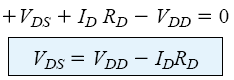 +V_DS + I_D R_D − V_DD = 0
V_DS = V_DD − I_D R_D